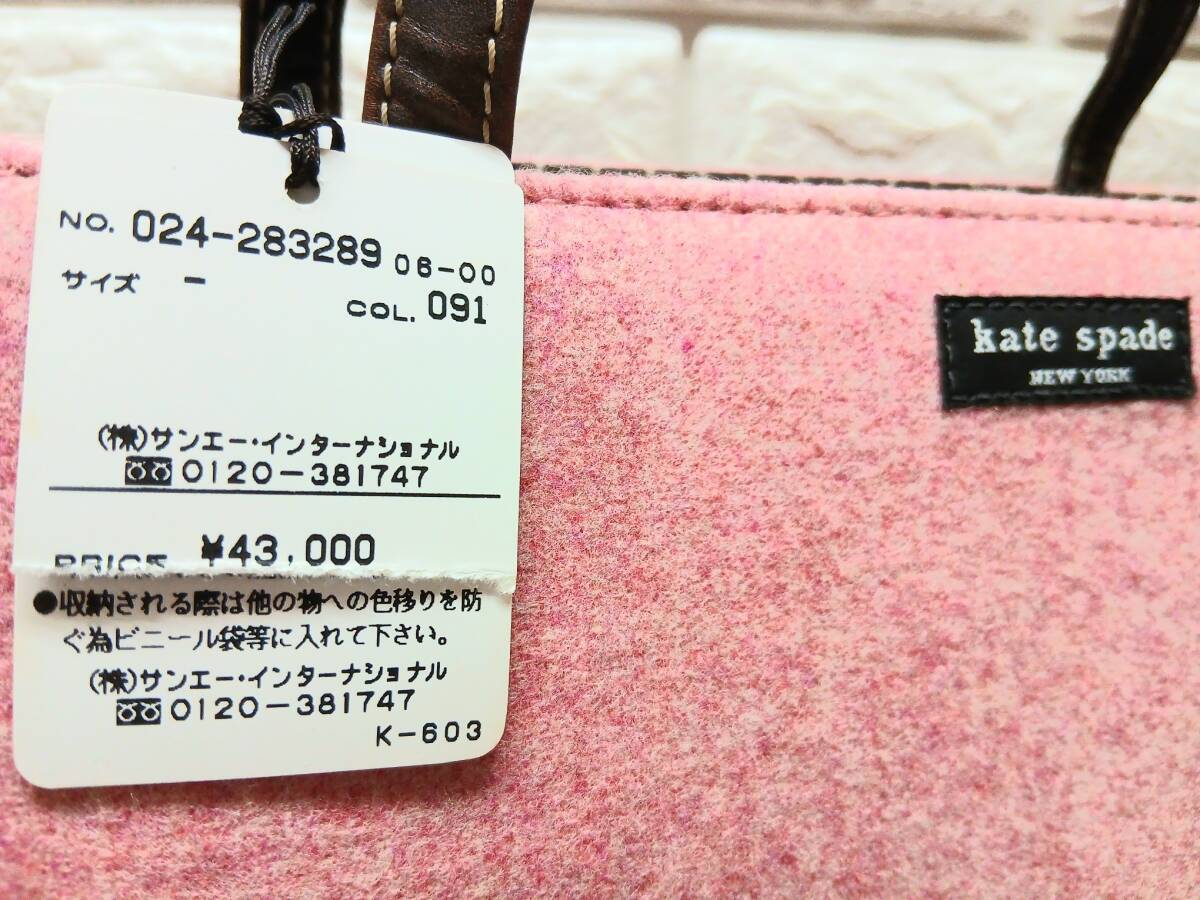 NO. 024-283289 06-00
サイズ -
COL. 091
(株)サンエー・インターナショナル
0120-381747
PRICE ¥43,000
●収納される際は他の物への色移りを防
ぐ為ビニール袋等に入れて下さい。
(株)サンエー・インターナショナル
0120-381747
K-603
kate spade
NEW YORK